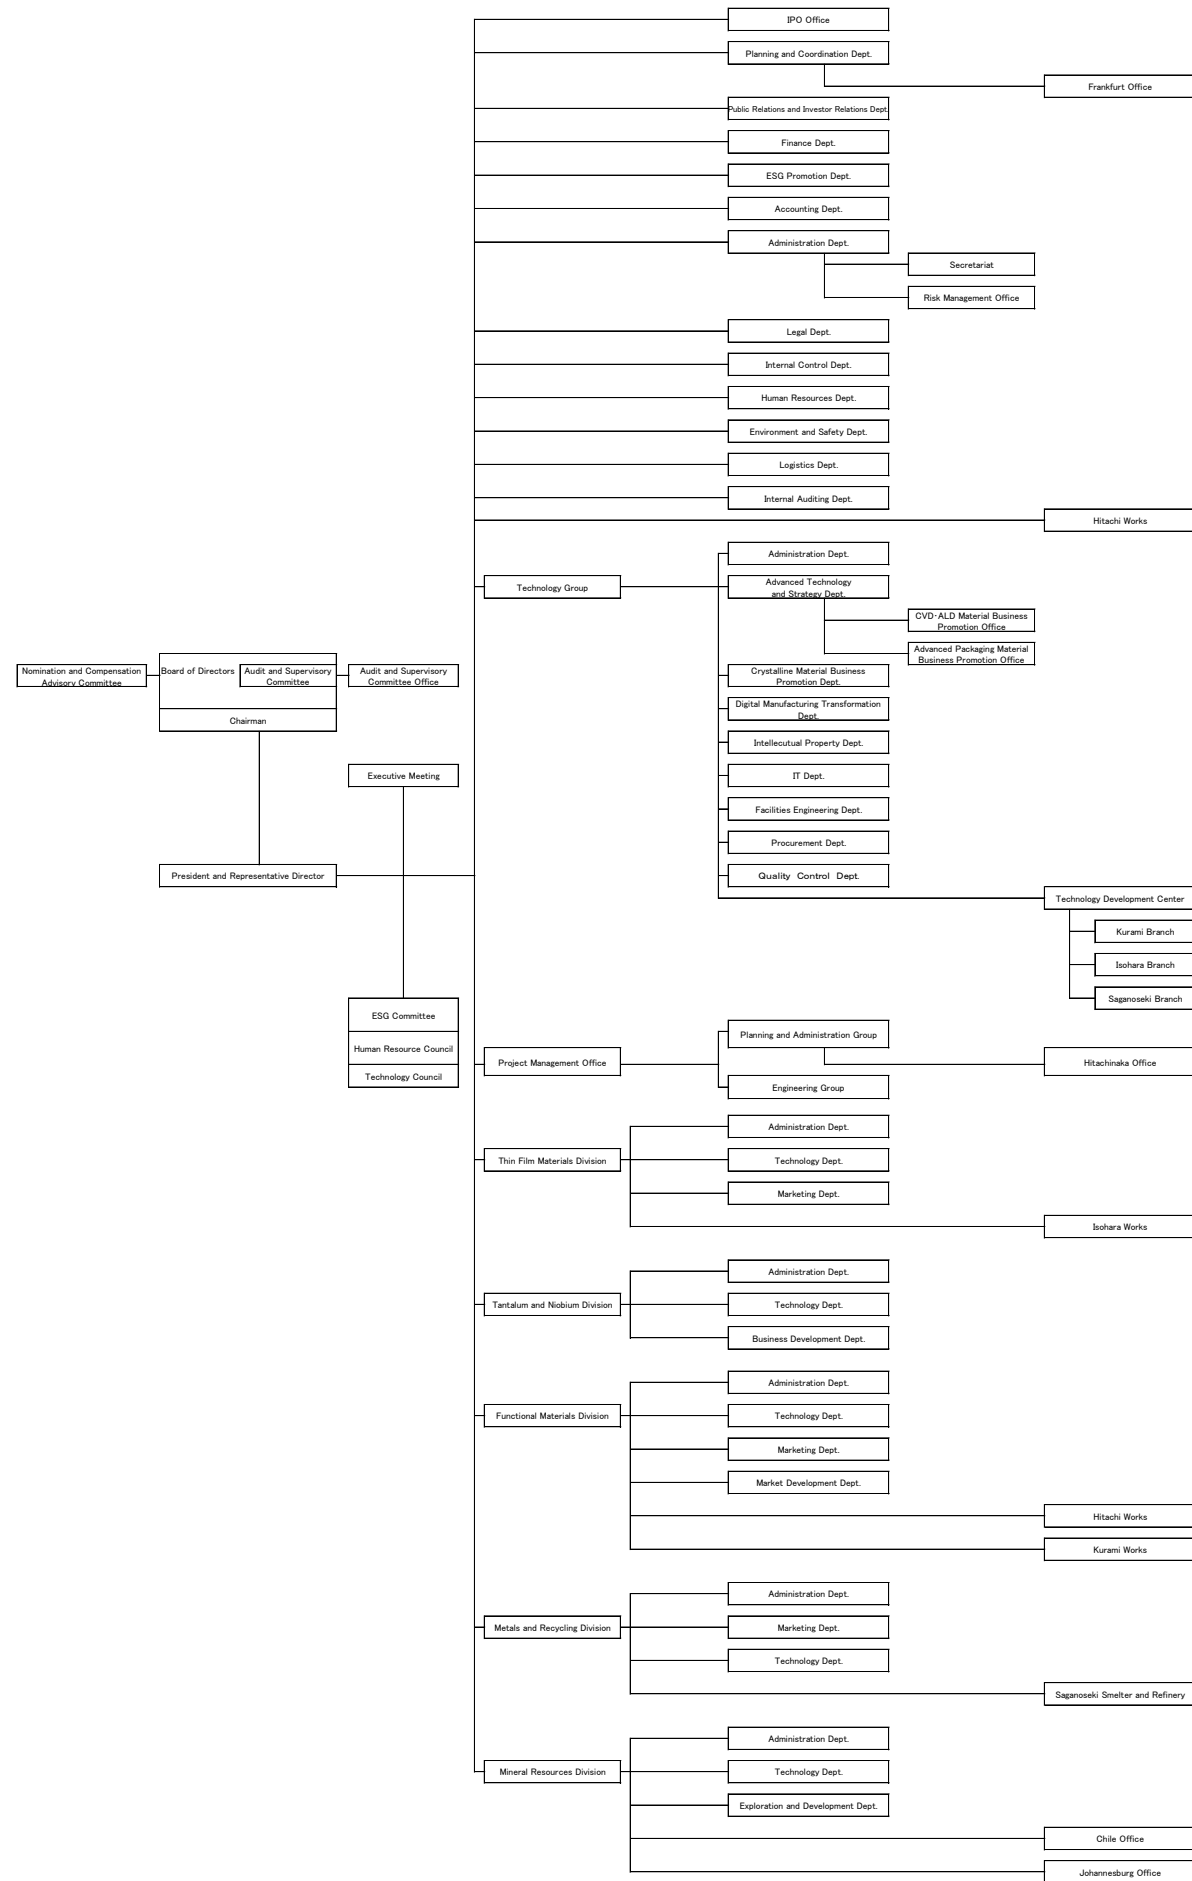 IPO Office
Planning and Coordination Dept.
Frankfurt Office
Public Relations and Investor Relations Dept.
Finance Dept.
ESG Promotion Dept.
Accounting Dept.
Administration Dept.
Secretariat
Risk Management Office
Legal Dept.
Internal Control Dept.
Human Resources Dept.
Environment and Safety Dept.
Logistics Dept.
Internal Auditing Dept.
Hitachi Works
Administration Dept.
Technology Group
Advanced Technology
and Strategy Dept.
CVD･ALD Material Business
Promotion Office
Advanced Packaging Material
Business Promotion Office
Nomination and Compensation
Advisory Committee
Board of Directors
Audit and Supervisory
Committee
Audit and Supervisory
Committee Office
Chairman
Crystalline Material Business
Promotion Dept.
Digital Manufacturing Transformation
Dept.
Intellecutual Property Dept.
Executive Meeting
IT Dept.
Facilities Engineering Dept.
Procurement Dept.
President and Representative Director
Quality Control Dept.
Technology Development Center
Kurami Branch
Isohara Branch
Saganoseki Branch
ESG Committee
Human Resource Council
Technology Council
Project Management Office
Planning and Administration Group
Hitachinaka Office
Engineering Group
Administration Dept.
Thin Film Materials Division
Technology Dept.
Marketing Dept.
Isohara Works
Administration Dept.
Tantalum and Niobium Division
Technology Dept.
Business Development Dept.
Administration Dept.
Functional Materials Division
Technology Dept.
Marketing Dept.
Market Development Dept.
Hitachi Works
Kurami Works
Administration Dept.
Metals and Recycling Division
Marketing Dept.
Technology Dept.
Saganoseki Smelter and Refinery
Administration Dept.
Mineral Resources Division
Technology Dept.
Exploration and Development Dept.
Chile Office
Johannesburg Office